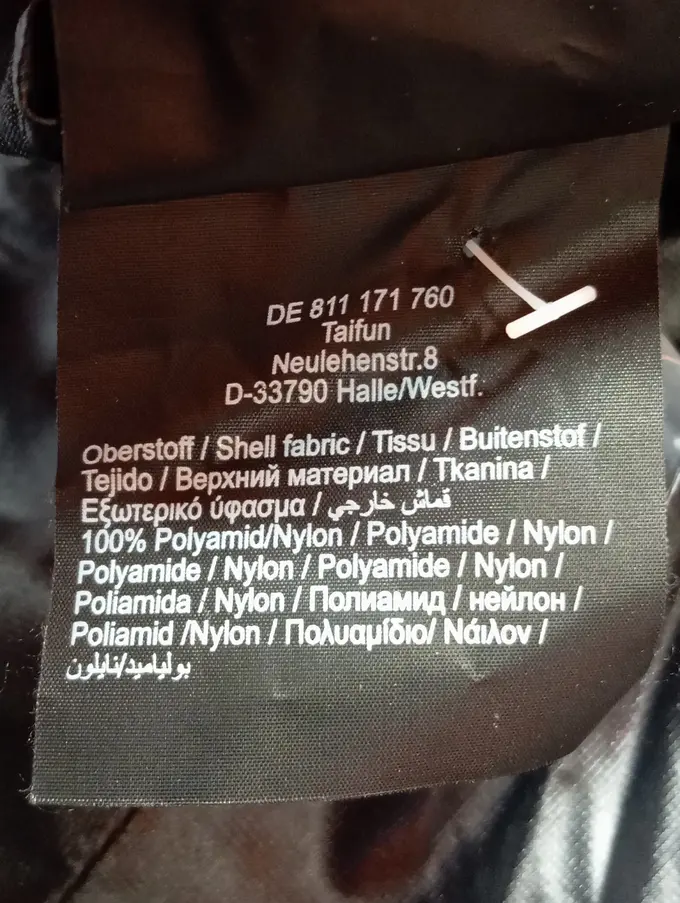 DE 811 171 760
Taifun
Neulehenstr.8
D-33790 Halle/Westf.
Oberstoff / Shell fabric / Tissu / Buitenstof /
Tejido / Верхний материал / Tkanina /
Εξωτερικό ύφασμα / قماش خارجي
100% Polyamid/Nylon / Polyamide / Nylon /
Polyamide / Nylon / Polyamide / Nylon /
Poliamida / Nylon / Полиамид / нейлон /
Poliamid /Nylon / Πολυαμίδιο/ Νάιλον /
بولياميد/نايلون